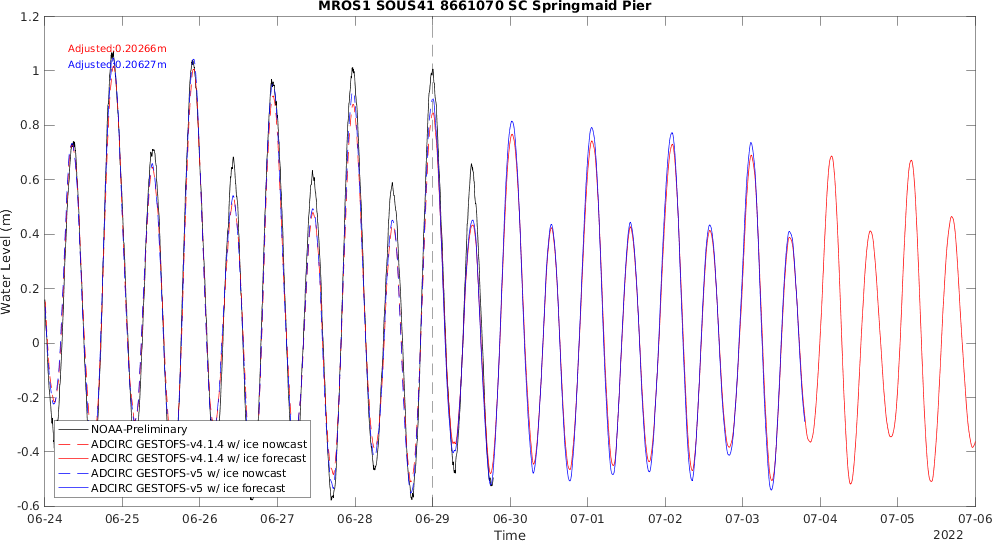 MROS1 SOUS41 8661070 SC Springmaid Pier
1.2
1
0.8
0.6
0.4
0.2
0
-0.2
-0.4
-0.6
Water Level (m)
Adjusted:0.20266m
Adjusted:0.20627m
NOAA-Preliminary
ADCIRC GESTOFS-v4.1.4 w/ ice nowcast
ADCIRC GESTOFS-v4.1.4 w/ ice forecast
ADCIRC GESTOFS-v5 w/ ice nowcast
ADCIRC GESTOFS-v5 w/ ice forecast
06-24 06-25 06-26 06-27 06-28 06-29 06-30 07-01 07-02 07-03 07-04 07-05 07-06
Time
2022